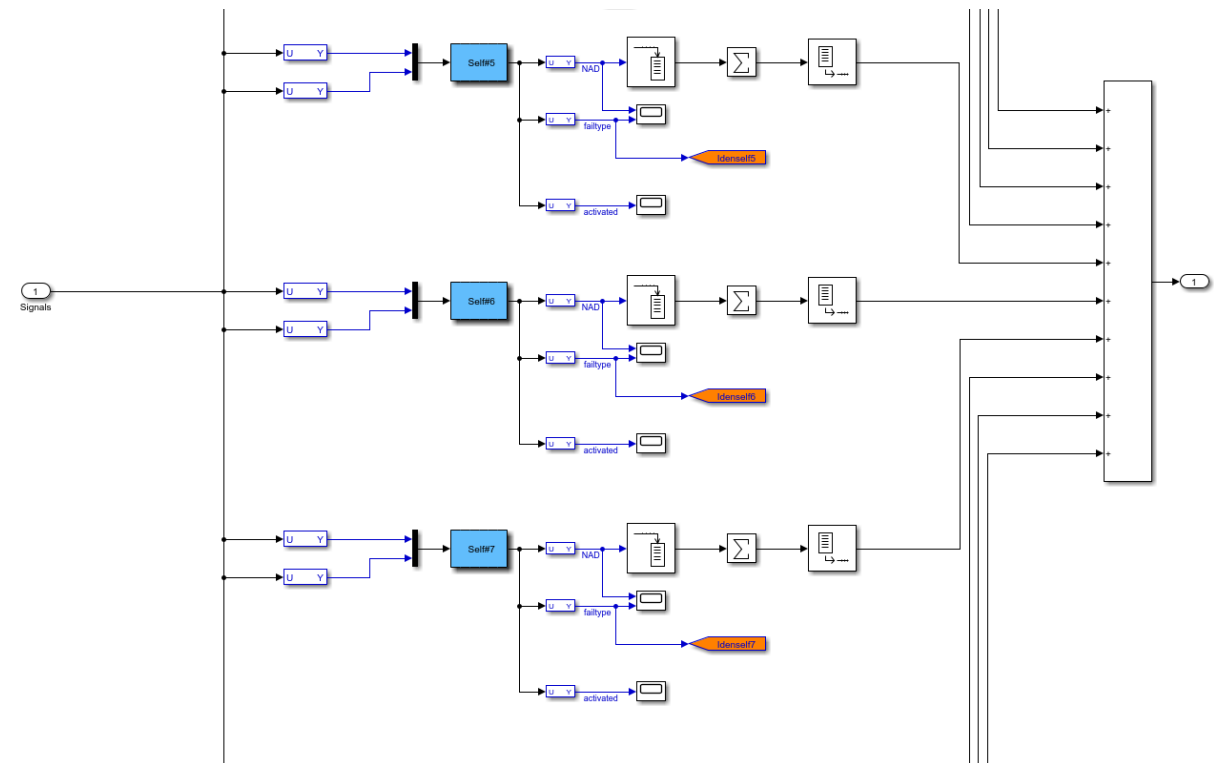 U Y
U Y
Self#5
U Y
NAD
U Y
failtype
Idenself5
U Y
activated
Σ
1
Signals
U Y
U Y
Self#6
U Y
NAD
U Y
failtype
Idenself6
U Y
activated
Σ
U Y
U Y
Self#7
U Y
NAD
U Y
failtype
Idenself7
U Y
activated
Σ
+
+
+
+
+
+
+
+
+
+
1